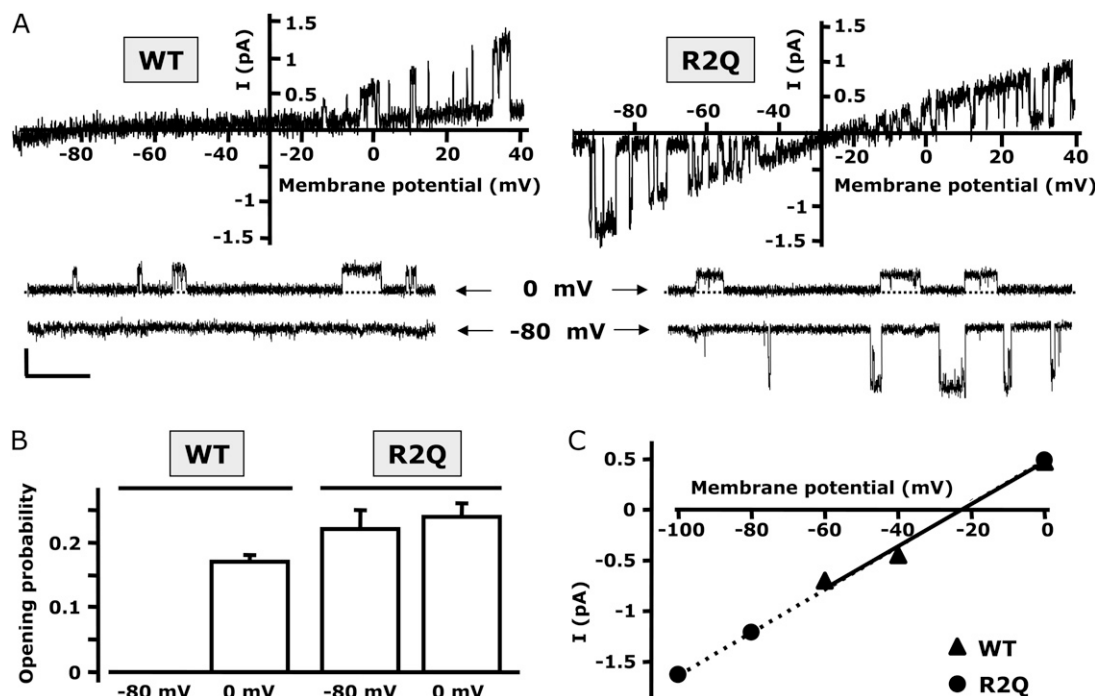 A
WT
I (pA)
1.5
1
0.5
-80 -60 -40 0 20 40
Membrane potential (mV)
-1
-1.5
R2Q
I (pA)
1.5
1
0.5
-80 -60 -40
-20 0 20 40
Membrane potential (mV)
-1
-1.5
0 mV
-80 mV
B
WT
R2Q
Opening probability
0.2
0.1
0
-80 mV 0 mV -80 mV 0 mV
C
0.5
Membrane potential (mV)
0
-100 -80 -60 -40 -20 0
I (pA)
-0.5
-1
-1.5
WT
R2Q